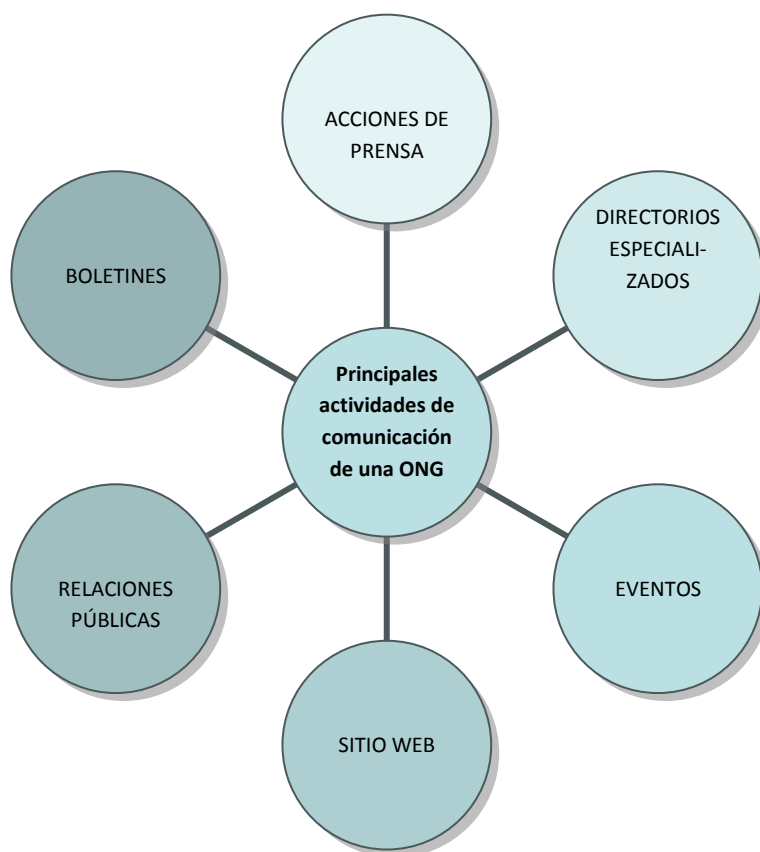 ACCIONES DE
PRENSA
DIRECTORIOS
ESPECIALI-
ZADOS
BOLETINES
Principales
actividades de
comunicación
de una ONG
RELACIONES
PÚBLICAS
EVENTOS
SITIO WEB